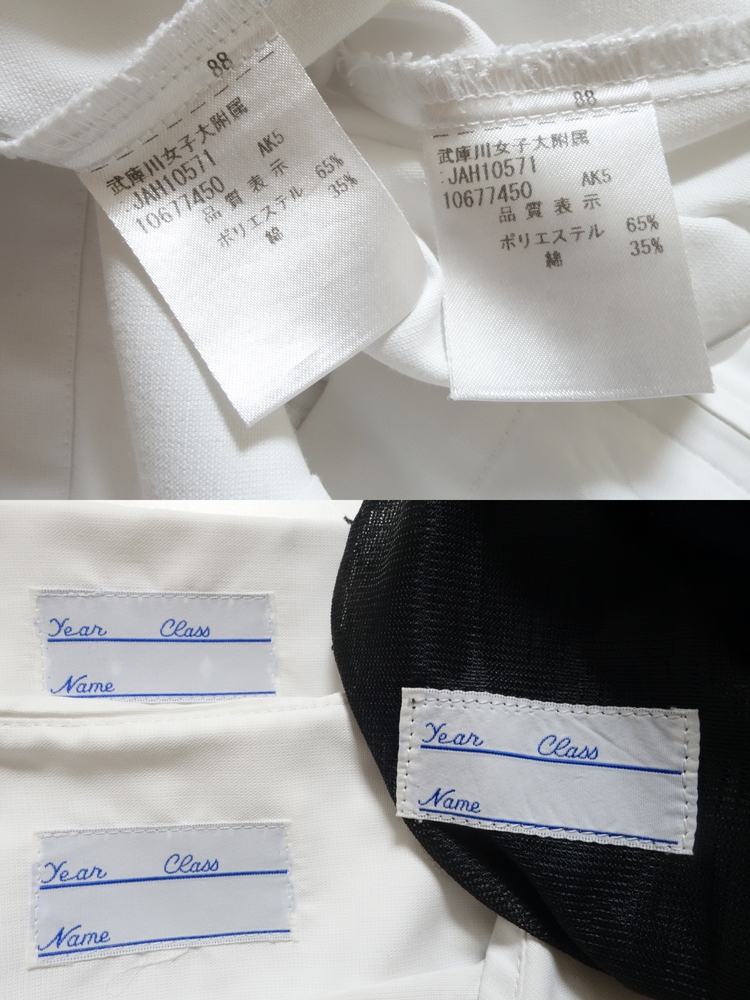 88
武庫川女子大附属
JAH10571
10677450 AK5
品質表示
ポリエステル 65%
綿 35%
88
武庫川女子大附属
JAH10571
10677450 AK5
品質表示
ポリエステル 65%
綿 35%
Year Class
Name
Year Class
Name
Year Class
Name